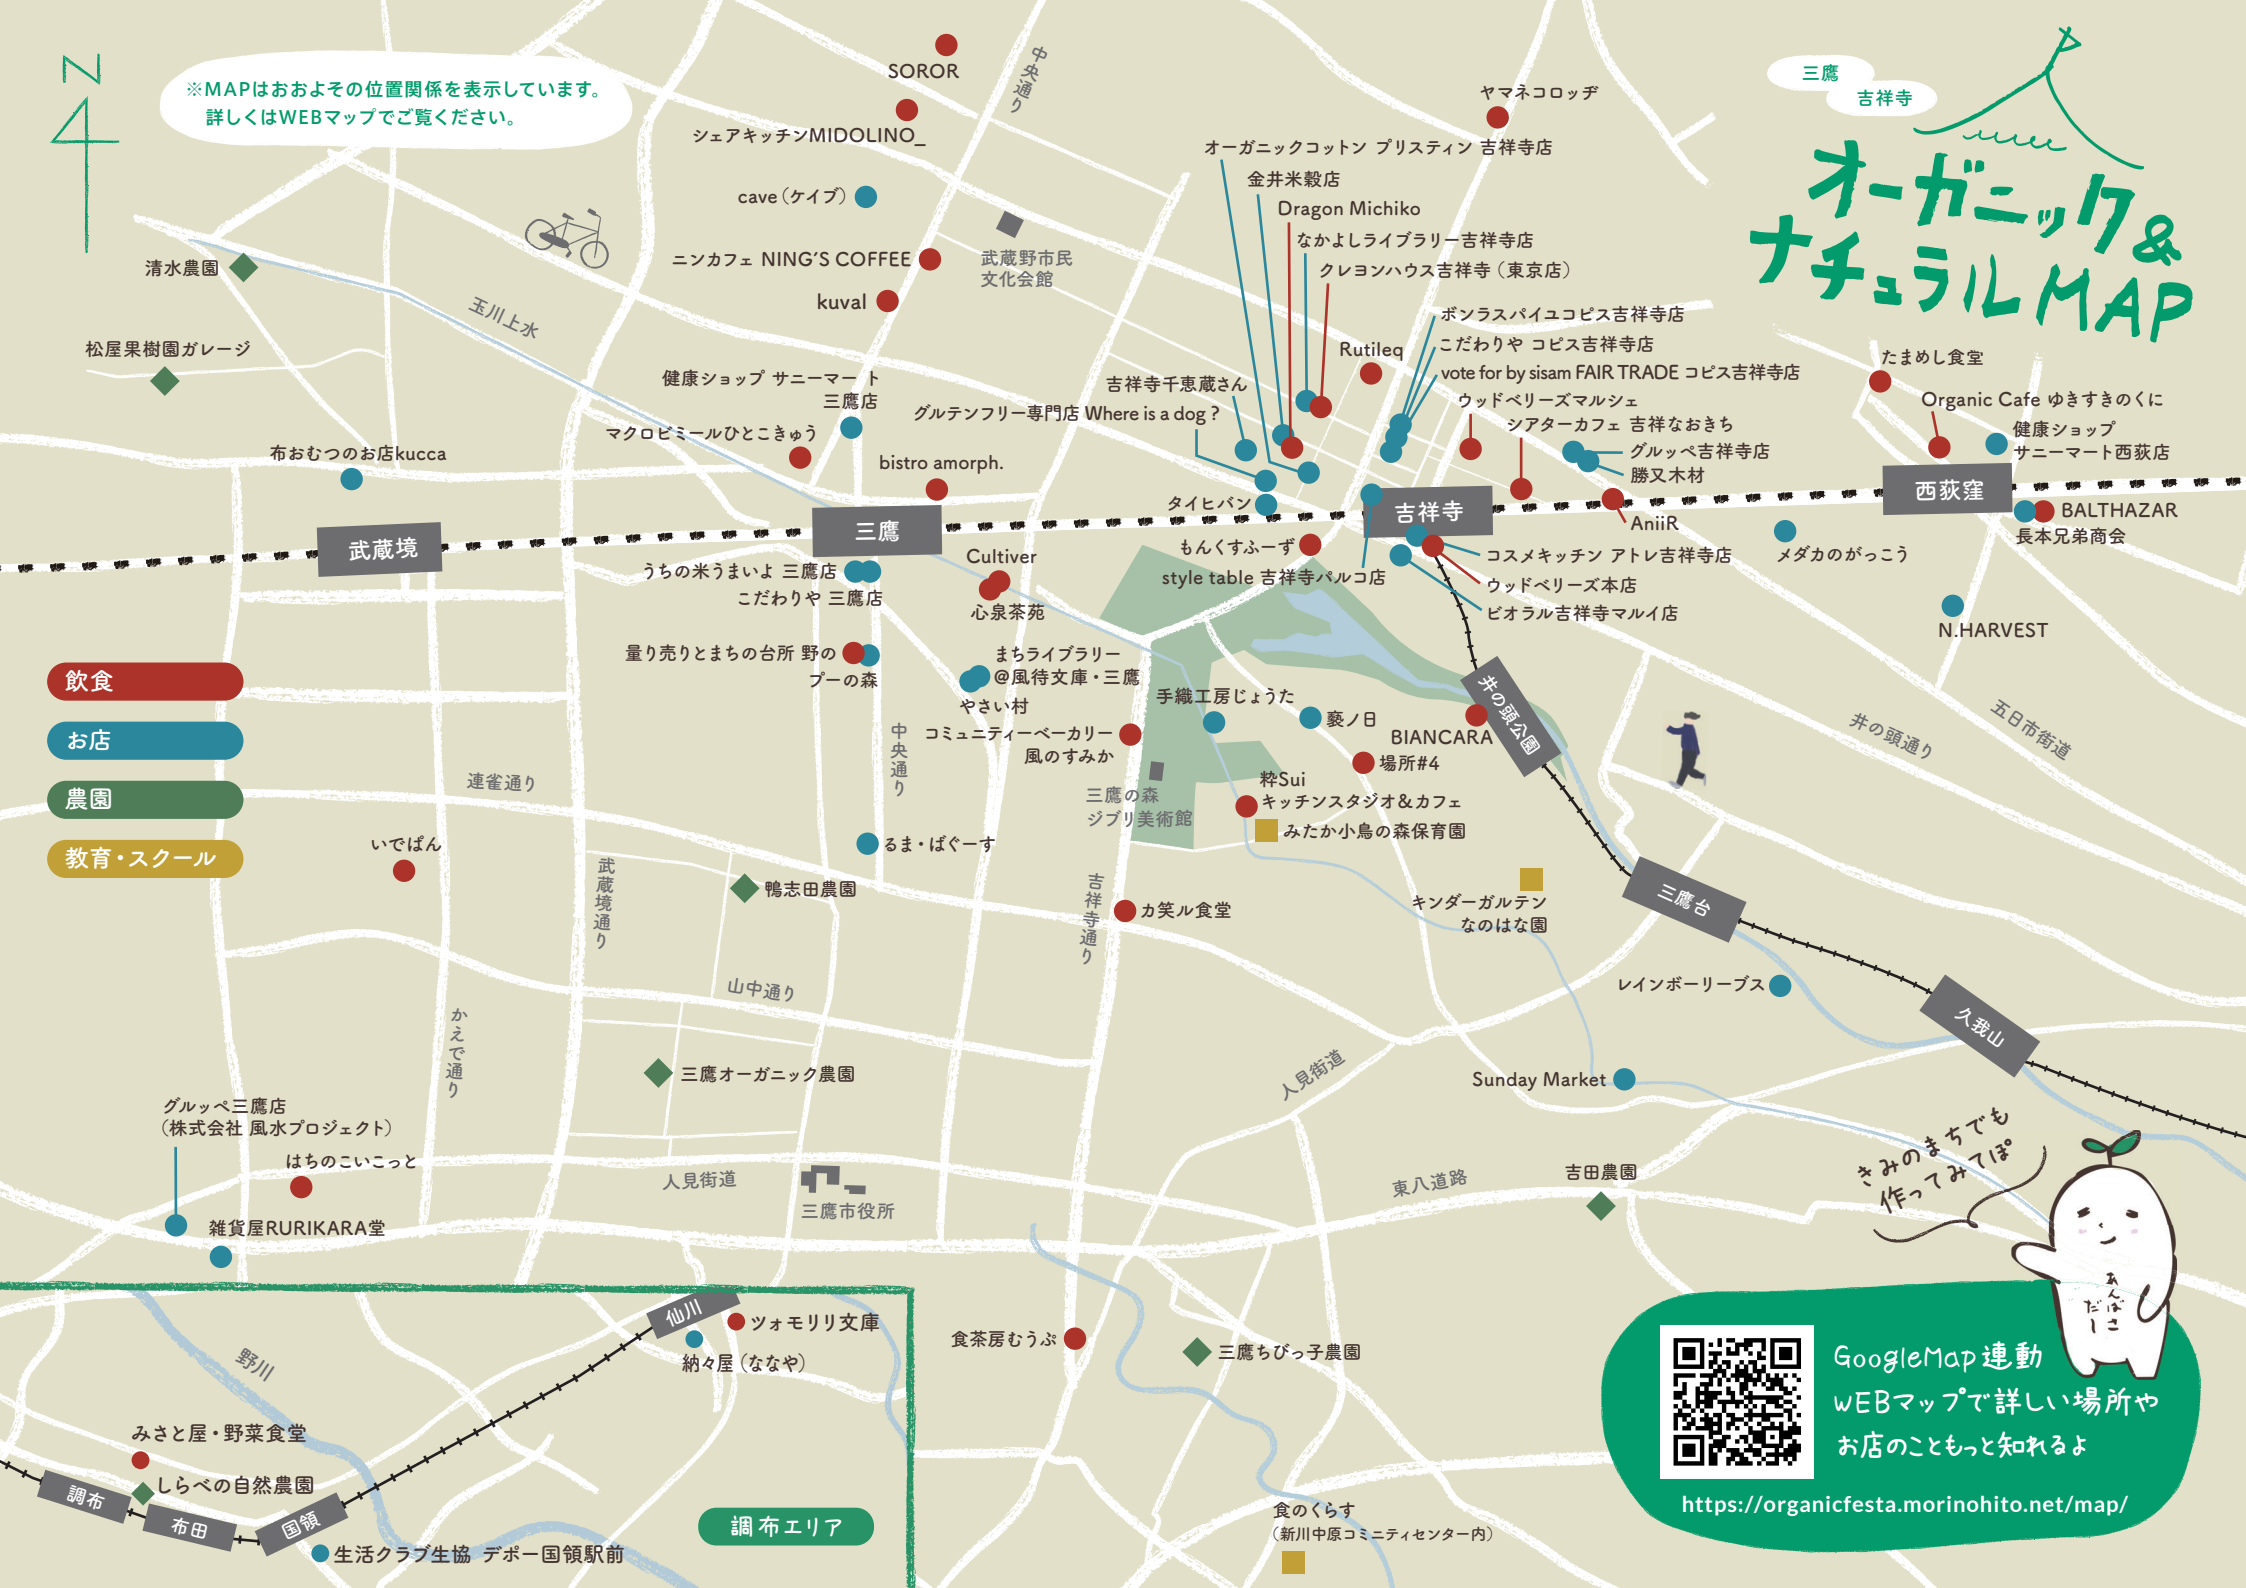 N
※MAPはおおよその位置関係を表示しています。
詳しくはWEBマップでご覧ください。
三鷹
吉祥寺
オーガニック&
ナチュラルMAP
SOROR
中央通り
シェアキッチンMIDOLINO_
cave（ケイブ）
ニンカフェ NING'S COFFEE
kuval
武蔵野市民
文化会館
ヤマネコロッヂ
オーガニックコットン プリスティン 吉祥寺店
金井米穀店
Dragon Michiko
なかよしライブラリー吉祥寺店
クレヨンハウス吉祥寺（東京店）
ボンラスパイユコピス吉祥寺店
こだわりや コピス吉祥寺店
vote for by sisam FAIR TRADE コピス吉祥寺店
Rutileq
ウッドベリーズマルシェ
シアターカフェ 吉祥なおきち
グルッペ吉祥寺店
勝又木材
たまめし食堂
Organic Cafe ゆきすきのくに
健康ショップ
サニーマート西荻店
清水農園
玉川上水
松屋果樹園ガレージ
布おむつのお店kucca
健康ショップ サニーマート
三鷹店
マクロビミールひとこきゅう
bistro amorph.
吉祥寺千恵蔵さん
グルテンフリー専門店 Where is a dog ?
タイヒバン
もんくすふーず
style table 吉祥寺パルコ店
武蔵境
三鷹
吉祥寺
西荻窪
BALTHAZAR
長本兄弟商会
AniiR
メダカのがっこう
コスメキッチン アトレ吉祥寺店
ウッドベリーズ本店
ビオラル吉祥寺マルイ店
N.HARVEST
うちの米うまいよ 三鷹店
こだわりや 三鷹店
Cultiver
心泉茶苑
量り売りとまちの台所 野の
プーの森
まちライブラリー
@風待文庫・三鷹
やさい村
コミュニティーベーカリー
風のすみか
手織工房じょうた
褻ノ日
BIANCARA
井の頭公園
場所#4
粋Sui
キッチンスタジオ&カフェ
みたか小鳥の森保育園
三鷹の森
ジブリ美術館
井の頭通り
五日市街道
飲食
お店
農園
教育・スクール
連雀通り
中央通り
いでぱん
るま・ばぐーす
武蔵境通り
鴨志田農園
吉祥寺通り
カ笑ル食堂
キンダーガルテン
なのはな園
三鷹台
レインボーリーブス
久我山
山中通り
かえで通り
三鷹オーガニック農園
人見街道
Sunday Market
グルッペ三鷹店
（株式会社 風水プロジェクト）
はちのこいこっと
雑貨屋RURIKARA堂
人見街道
三鷹市役所
東八道路
吉田農園
きみのまちでも
作ってみてぽ
あんぱさ
だばし
仙川
ツォモリリ文庫
納々屋（ななや）
野川
みさと屋・野菜食堂
しらべの自然農園
調布
布田
国領
生活クラブ生協 デポー国領駅前
調布エリア
食茶房むうぷ
三鷹ちびっ子農園
食のくらす
（新川中原コミニティセンター内）
GoogleMap連動
WEBマップで詳しい場所や
お店のこともっと知れるよ
https://organicfesta.morinohito.net/map/